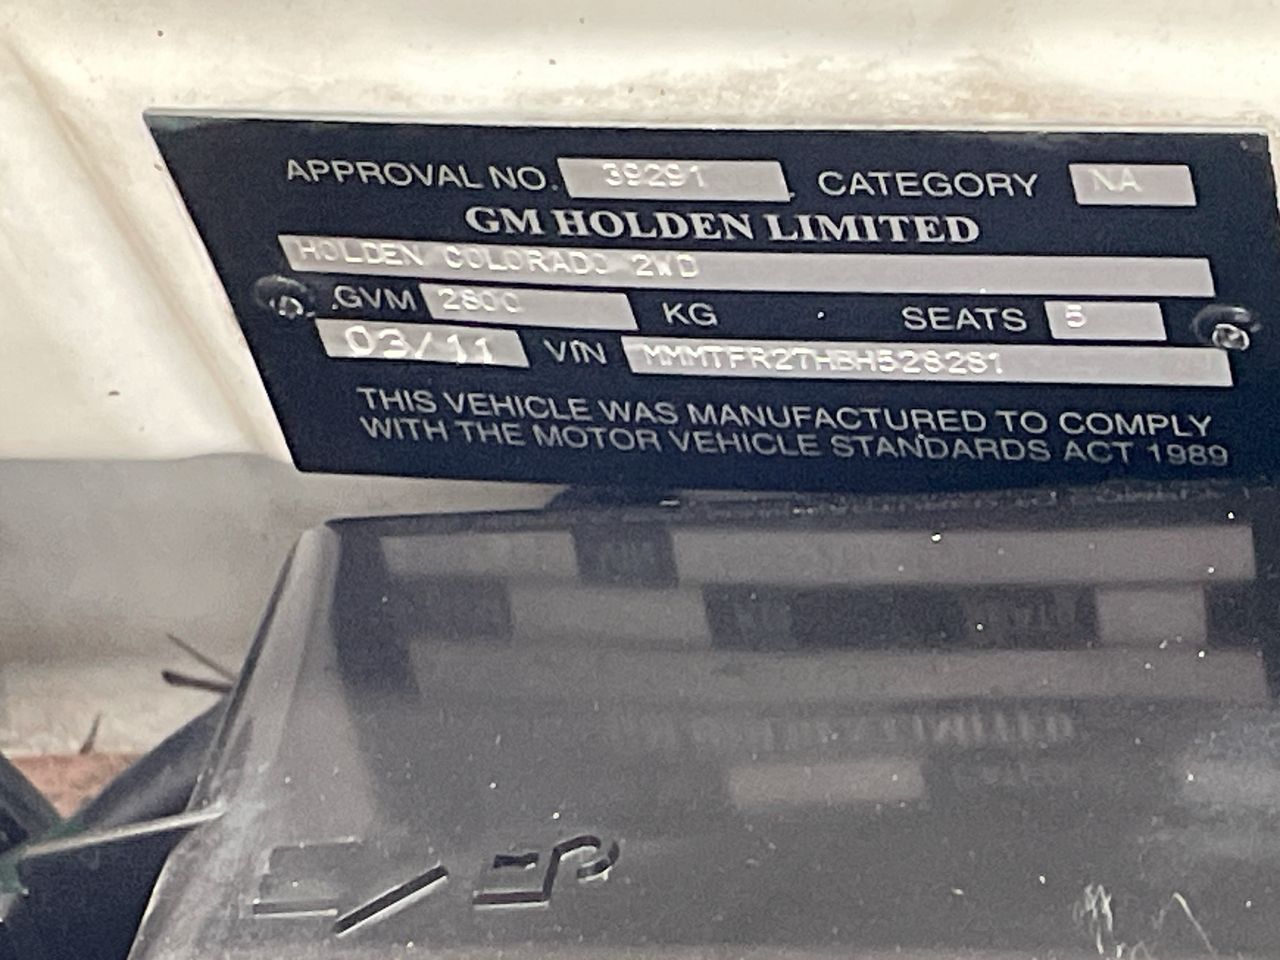 APPROVAL NO. 39291 CATEGORY NA
GM HOLDEN LIMITED
HOLDEN COLORADO 2WD
GVM 2800 KG SEATS 5
03/11 VIN MMMTFR27HBH528281
THIS VEHICLE WAS MANUFACTURED TO COMPLY
WITH THE MOTOR VEHICLE STANDARDS ACT 1989